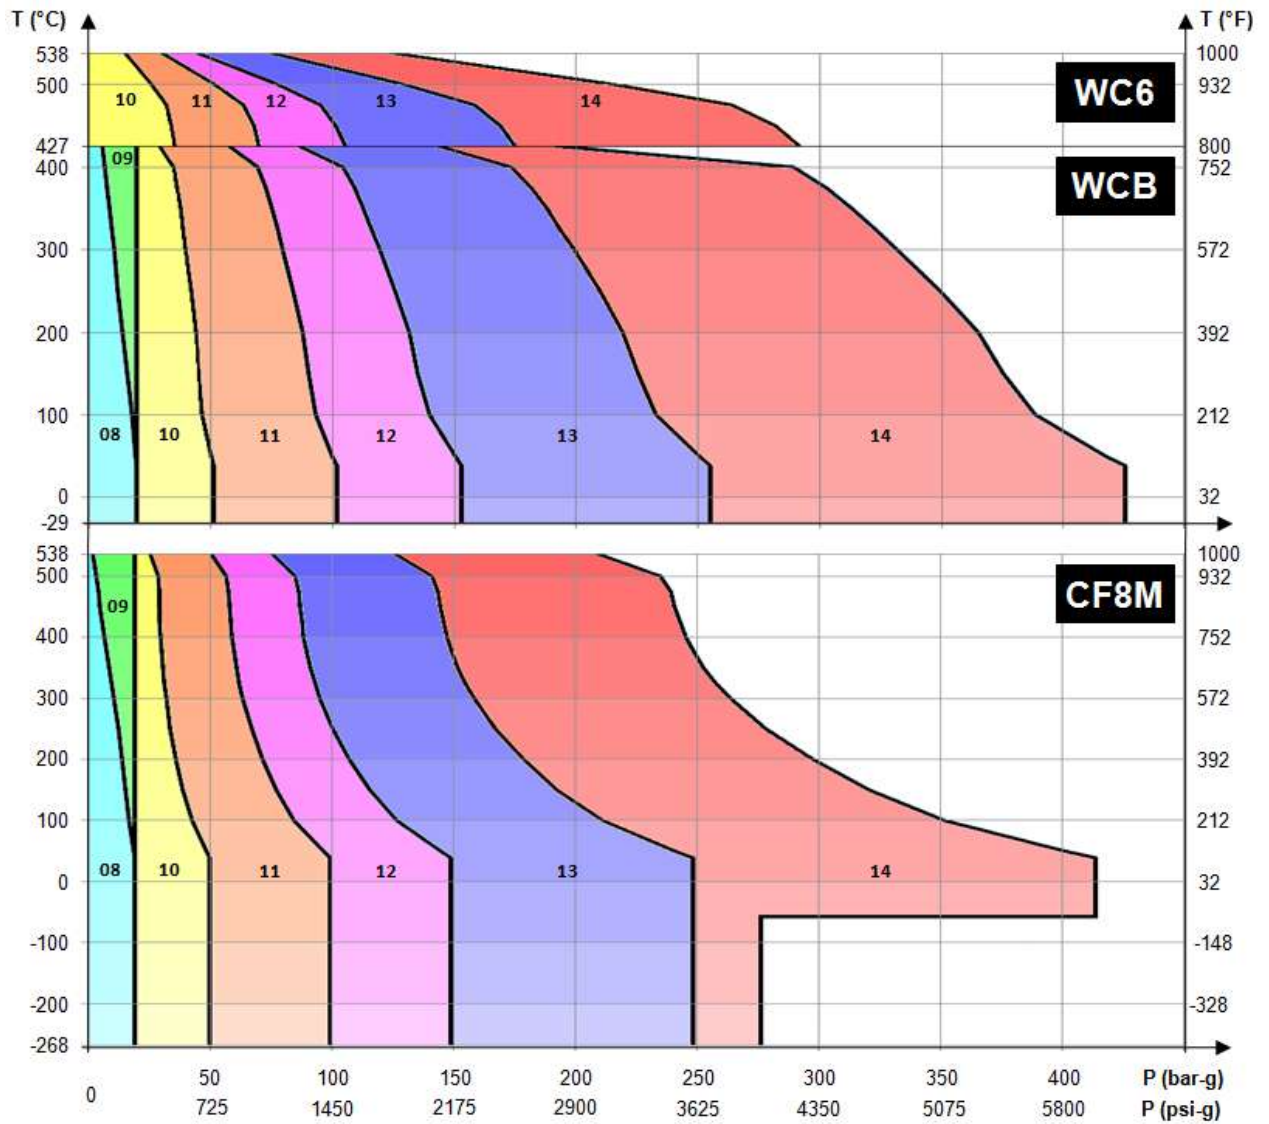 T (°C) T (°F)
538 1000
500 932
WC6
10 11 12 13 14
427 800
09
400 752
WCB
300 572
200 392
100 212
08 10 11 12 13 14
0 32
-29
538 1000
500 932
CF8M
09
400 752
300 572
200 392
100 212
08 10 11 12 13 14
0 32
-100 -148
-200 -328
-268
50 100 150 200 250 300 350 400 P (bar-g)
0
725 1450 2175 2900 3625 4350 5075 5800 P (psi-g)